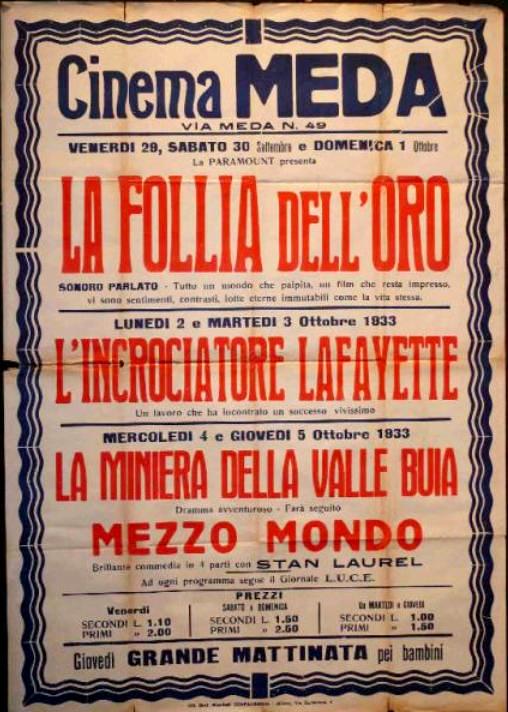 Cinema MEDA
VIA MEDA N. 49
VENERDI 29, SABATO 30 Settembre e DOMENICA 1 Ottobre
La PARAMOUNT presenta
LA FOLLIA DELL'ORO
SONORO PARLATO - Tutto un mondo che palpita, un film che resta impresso,
vi sono sentimenti, contrasti, lotte eterne immutabili come la vita stessa.
LUNEDI 2 e MARTEDI 3 Ottobre 1933
L'INCROCIATORE LAFAYETTE
Un lavoro che ha incontrato un successo vivissimo
MERCOLEDI 4 e GIOVEDI 5 Ottobre 1933
LA MINIERA DELLA VALLE BUIA
Dramma avventuroso - Farà seguito
MEZZO MONDO
Brillante commedia in 4 parti con STAN LAUREL
Ad ogni programma segue il Giornale L.U.C.E.
PREZZI
Venerdi
SECONDI L. 1.10
PRIMI » 2.00
SABATO e DOMENICA
SECONDI L. 1.50
PRIMI » 2.50
Da MARTEDI a GIOVEDI
SECONDI L. 1.00
PRIMI » 1.50
Giovedì GRANDE MATTINATA pei bambini